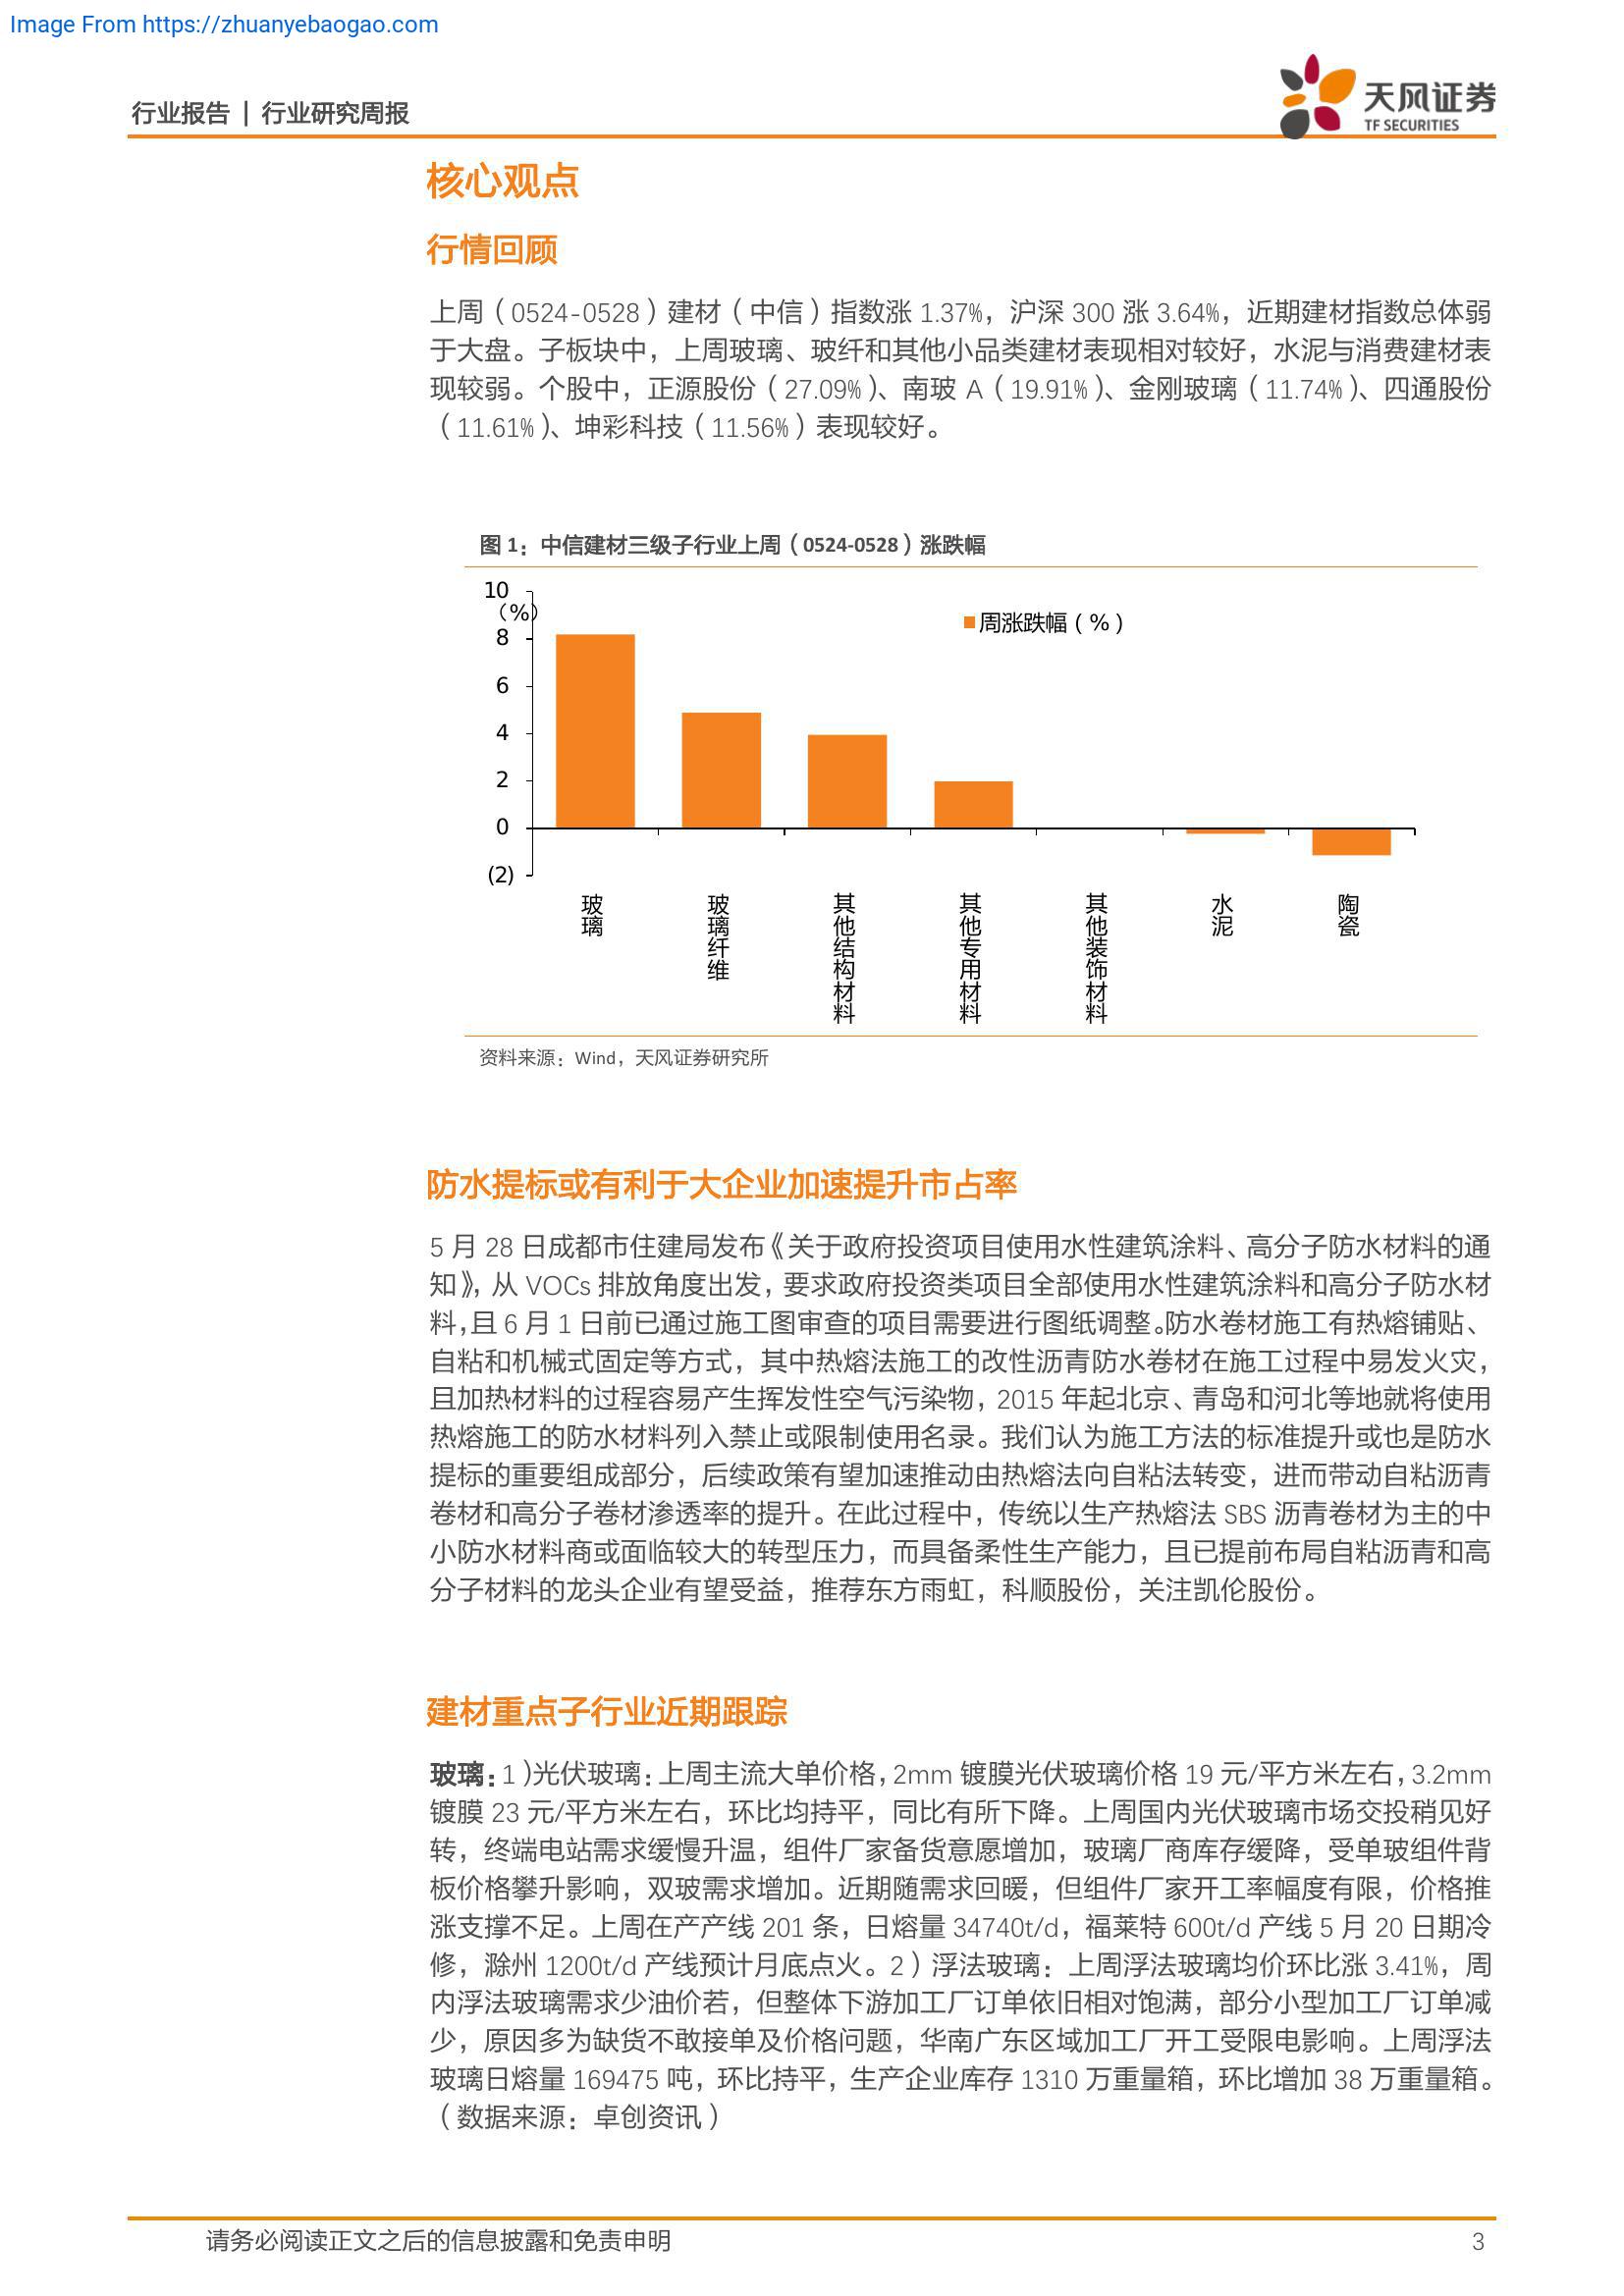 Image From https://zhuanyebaogao.com
行业报告 | 行业研究周报
天风证券
TF SECURITIES
核心观点
行情回顾
上周（0524-0528）建材（中信）指数涨 1.37%，沪深 300 涨 3.64%，近期建材指数总体弱
于大盘。子板块中，上周玻璃、玻纤和其他小品类建材表现相对较好，水泥与消费建材表
现较弱。个股中，正源股份（27.09%）、南玻 A（19.91%）、金刚玻璃（11.74%）、四通股份
（11.61%）、坤彩科技（11.56%）表现较好。
图 1：中信建材三级子行业上周（0524-0528）涨跌幅
10
（%）
8
6
4
2
0
(2)
周涨跌幅（%）
玻璃
玻璃纤维
其他结构材料
其他专用材料
其他装饰材料
水泥
陶瓷
资料来源：Wind，天风证券研究所
防水提标或有利于大企业加速提升市占率
5 月 28 日成都市住建局发布《关于政府投资项目使用水性建筑涂料、高分子防水材料的通
知》，从 VOCs 排放角度出发，要求政府投资类项目全部使用水性建筑涂料和高分子防水材
料，且 6 月 1 日前已通过施工图审查的项目需要进行图纸调整。防水卷材施工有热熔铺贴、
自粘和机械式固定等方式，其中热熔法施工的改性沥青防水卷材在施工过程中易发火灾，
且加热材料的过程容易产生挥发性空气污染物，2015 年起北京、青岛和河北等地就将使用
热熔施工的防水材料列入禁止或限制使用名录。我们认为施工方法的标准提升或也是防水
提标的重要组成部分，后续政策有望加速推动由热熔法向自粘法转变，进而带动自粘沥青
卷材和高分子卷材渗透率的提升。在此过程中，传统以生产热熔法 SBS 沥青卷材为主的中
小防水材料商或面临较大的转型压力，而具备柔性生产能力，且已提前布局自粘沥青和高
分子材料的龙头企业有望受益，推荐东方雨虹，科顺股份，关注凯伦股份。
建材重点子行业近期跟踪
玻璃：1）光伏玻璃：上周主流大单价格，2mm 镀膜光伏玻璃价格 19 元/平方米左右，3.2mm
镀膜 23 元/平方米左右，环比均持平，同比有所下降。上周国内光伏玻璃市场交投稍见好
转，终端电站需求缓慢升温，组件厂家备货意愿增加，玻璃厂商库存缓降，受单玻组件背
板价格攀升影响，双玻需求增加。近期随需求回暖，但组件厂家开工率幅度有限，价格推
涨支撑不足。上周在产产线 201 条，日熔量 34740t/d，福莱特 600t/d 产线 5 月 20 日期冷
修，滁州 1200t/d 产线预计月底点火。2）浮法玻璃：上周浮法玻璃均价环比涨 3.41%，周
内浮法玻璃需求少油价若，但整体下游加工厂订单依旧相对饱满，部分小型加工厂订单减
少，原因多为缺货不敢接单及价格问题，华南广东区域加工厂开工受限电影响。上周浮法
玻璃日熔量 169475 吨，环比持平，生产企业库存 1310 万重量箱，环比增加 38 万重量箱。
（数据来源：卓创资讯）
请务必阅读正文之后的信息披露和免责申明
3